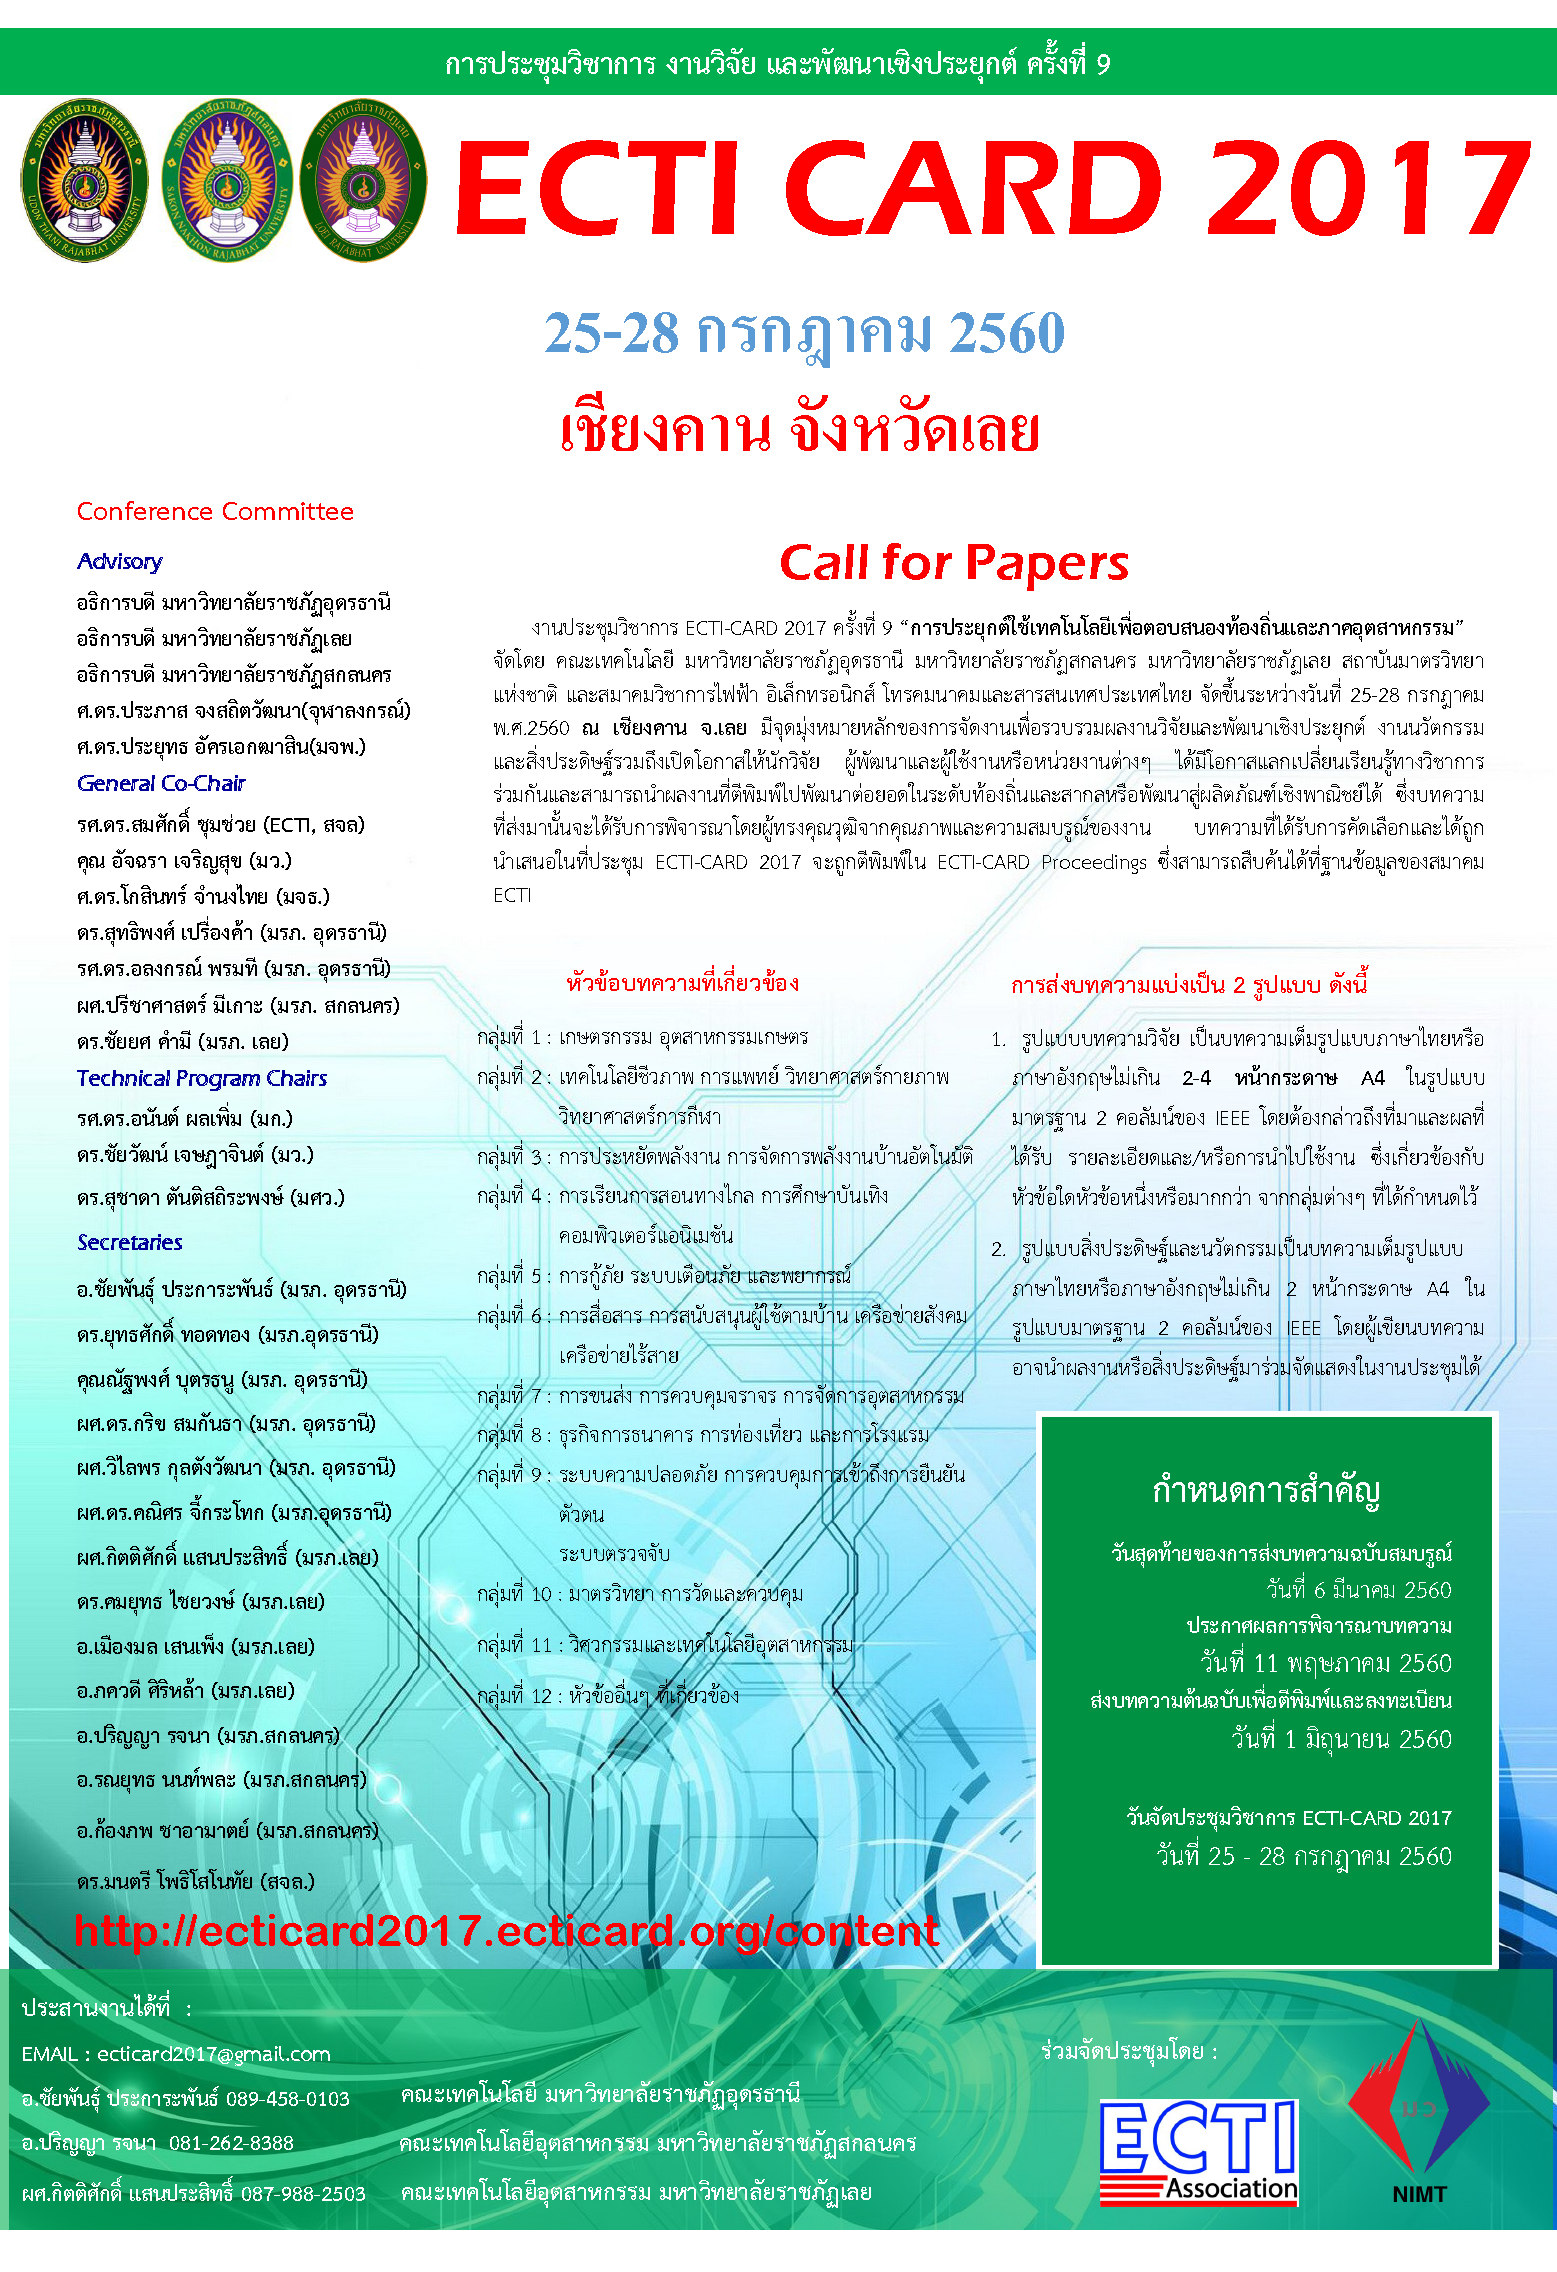 การประชุมวิชาการ งานวิจัย และพัฒนาเชิงประยุกต์ ครั้งที่ 9
ECTI CARD 2017
25-28 กรกฎาคม 2560
เชียงคาน จังหวัดเลย
Conference Committee
Advisory
อธิการบดี มหาวิทยาลัยราชภัฏอุดรธานี
อธิการบดี มหาวิทยาลัยราชภัฏเลย
อธิการบดี มหาวิทยาลัยราชภัฏสกลนคร
ศ.ดร.ประภาส จงสถิตวัฒนา(จุฬาลงกรณ์)
ศ.ดร.ประยุทธ อัครเอกฒาสิน(มจพ.)
General Co-Chair
รศ.ดร.สมศักดิ์ ชุมช่วย (ECTI, สจล)
คุณ อัจฉรา เจริญสุข (มว.)
ศ.ดร.โกสินทร์ จำนงไทย (มจธ.)
ดร.สุทธิพงศ์ เปรื่องค้า (มรภ. อุดรธานี)
รศ.ดร.อลงกรณ์ พรมที (มรภ. อุดรธานี)
ผศ.ปรีชาศาสตร์ มีเกาะ (มรภ. สกลนคร)
ดร.ชัยยศ คำมี (มรภ. เลย)
Technical Program Chairs
รศ.ดร.อนันต์ ผลเพิ่ม (มก.)
ดร.ชัยวัฒน์ เจษฎาจินต์ (มว.)
ดร.สุชาดา ตันติสถิระพงษ์ (มศว.)
Secretaries
อ.ชัยพันธุ์ ประการะพันธ์ (มรภ. อุดรธานี)
ดร.ยุทธศักดิ์ ทอดทอง (มรภ.อุดรธานี)
คุณณัฐพงศ์ บุตรธนู (มรภ. อุดรธานี)
ผศ.ดร.กริช สมกันธา (มรภ. อุดรธานี)
ผศ.วิไลพร กุลตังวัฒนา (มรภ. อุดรธานี)
ผศ.ดร.คณิศร จี้กระโทก (มรภ.อุดรธานี)
ผศ.กิตติศักดิ์ แสนประสิทธิ์ (มรภ.เลย)
ดร.คมยุทธ ไชยวงษ์ (มรภ.เลย)
อ.เมืองมล เสนเพ็ง (มรภ.เลย)
อ.ภควดี ศิริหล้า (มรภ.เลย)
อ.ปริญญา รจนา (มรภ.สกลนคร)
อ.รณยุทธ นนท์พละ (มรภ.สกลนคร)
อ.ก้องภพ ชาอามาตย์ (มรภ.สกลนคร)
ดร.มนตรี โพธิโสโนทัย (สจล.)
Call for Papers
งานประชุมวิชาการ ECTI-CARD 2017 ครั้งที่ 9 “การประยุกต์ใช้เทคโนโลยีเพื่อตอบสนองท้องถิ่นและภาคอุตสาหกรรม”
จัดโดย คณะเทคโนโลยี มหาวิทยาลัยราชภัฏอุดรธานี มหาวิทยาลัยราชภัฏสกลนคร มหาวิทยาลัยราชภัฏเลย สถาบันมาตรวิทยา
แห่งชาติ และสมาคมวิชาการไฟฟ้า อิเล็กทรอนิกส์ โทรคมนาคมและสารสนเทศประเทศไทย จัดขึ้นระหว่างวันที่ 25-28 กรกฎาคม
พ.ศ.2560 ณ เชียงคาน จ.เลย มีจุดมุ่งหมายหลักของการจัดงานเพื่อรวบรวมผลงานวิจัยและพัฒนาเชิงประยุกต์ งานนวัตกรรม
และสิ่งประดิษฐ์รวมถึงเปิดโอกาสให้นักวิจัย ผู้พัฒนาและผู้ใช้งานหรือหน่วยงานต่างๆ ได้มีโอกาสแลกเปลี่ยนเรียนรู้ทางวิชาการ
ร่วมกันและสามารถนำผลงานที่ตีพิมพ์ไปพัฒนาต่อยอดในระดับท้องถิ่นและสากลหรือพัฒนาสู่ผลิตภัณฑ์เชิงพาณิชย์ได้ ซึ่งบทความ
ที่ส่งมานั้นจะได้รับการพิจารณาโดยผู้ทรงคุณวุฒิจากคุณภาพและความสมบรูณ์ของงาน บทความที่ได้รับการคัดเลือกและได้ถูก
นำเสนอในที่ประชุม ECTI-CARD 2017 จะถูกตีพิมพ์ใน ECTI-CARD Proceedings ซึ่งสามารถสืบค้นได้ที่ฐานข้อมูลของสมาคม
ECTI
หัวข้อบทความที่เกี่ยวข้อง
กลุ่มที่ 1 : เกษตรกรรม อุตสาหกรรมเกษตร
กลุ่มที่ 2 : เทคโนโลยีชีวภาพ การแพทย์ วิทยาศาสตร์กายภาพ
วิทยาศาสตร์การกีฬา
กลุ่มที่ 3 : การประหยัดพลังงาน การจัดการพลังงานบ้านอัตโนมัติ
กลุ่มที่ 4 : การเรียนการสอนทางไกล การศึกษาบันเทิง
คอมพิวเตอร์แอนิเมชัน
กลุ่มที่ 5 : การกู้ภัย ระบบเตือนภัย และพยากรณ์
กลุ่มที่ 6 : การสื่อสาร การสนับสนุนผู้ใช้ตามบ้าน เครือข่ายสังคม
เครือข่ายไร้สาย
กลุ่มที่ 7 : การขนส่ง การควบคุมจราจร การจัดการอุตสาหกรรม
กลุ่มที่ 8 : ธุรกิจการธนาคาร การท่องเที่ยว และการโรงแรม
กลุ่มที่ 9 : ระบบความปลอดภัย การควบคุมการเข้าถึงการยืนยัน
ตัวตน
ระบบตรวจจับ
กลุ่มที่ 10 : มาตรวิทยา การวัดและควบคุม
กลุ่มที่ 11 : วิศวกรรมและเทคโนโลยีอุตสาหกรรม
กลุ่มที่ 12 : หัวข้ออื่นๆ ที่เกี่ยวข้อง
การส่งบทความแบ่งเป็น 2 รูปแบบ ดังนี้
1. รูปแบบบทความวิจัย เป็นบทความเต็มรูปแบบภาษาไทยหรือ
ภาษาอังกฤษไม่เกิน 2-4 หน้ากระดาษ A4 ในรูปแบบ
มาตรฐาน 2 คอลัมน์ของ IEEE โดยต้องกล่าวถึงที่มาและผลที่
ได้รับ รายละเอียดและ/หรือการนำไปใช้งาน ซึ่งเกี่ยวข้องกับ
หัวข้อใดหัวข้อหนึ่งหรือมากกว่า จากกลุ่มต่างๆ ที่ได้กำหนดไว้
2. รูปแบบสิ่งประดิษฐ์และนวัตกรรมเป็นบทความเต็มรูปแบบ
ภาษาไทยหรือภาษาอังกฤษไม่เกิน 2 หน้ากระดาษ A4 ใน
รูปแบบมาตรฐาน 2 คอลัมน์ของ IEEE โดยผู้เขียนบทความ
อาจนำผลงานหรือสิ่งประดิษฐ์มาร่วมจัดแสดงในงานประชุมได้
กำหนดการสำคัญ
วันสุดท้ายของการส่งบทความฉบับสมบรูณ์
วันที่ 6 มีนาคม 2560
ประกาศผลการพิจารณาบทความ
วันที่ 11 พฤษภาคม 2560
ส่งบทความต้นฉบับเพื่อตีพิมพ์และลงทะเบียน
วันที่ 1 มิถุนายน 2560
วันจัดประชุมวิชาการ ECTI-CARD 2017
วันที่ 25 - 28 กรกฎาคม 2560
http://ecticard2017.ecticard.org/content
ประสานงานได้ที่ :
EMAIL : ecticard2017@gmail.com
อ.ชัยพันธุ์ ประการะพันธ์ 089-458-0103
อ.ปริญญา รจนา 081-262-8388
ผศ.กิตติศักดิ์ แสนประสิทธิ์ 087-988-2503
คณะเทคโนโลยี มหาวิทยาลัยราชภัฏอุดรธานี
คณะเทคโนโลยีอุตสาหกรรม มหาวิทยาลัยราชภัฏสกลนคร
คณะเทคโนโลยีอุตสาหกรรม มหาวิทยาลัยราชภัฏเลย
ร่วมจัดประชุมโดย :
ECTI
Association
มว
NIMT
มหาวิทยาลัยราชภัฏอุดรธานี
UDON THANI RAJABHAT UNIVERSITY
มหาวิทยาลัยราชภัฏสกลนคร
SAKON NAKHON RAJABHAT UNIVERSITY
มหาวิทยาลัยราชภัฏเลย
LOEI RAJABHAT UNIVERSITY